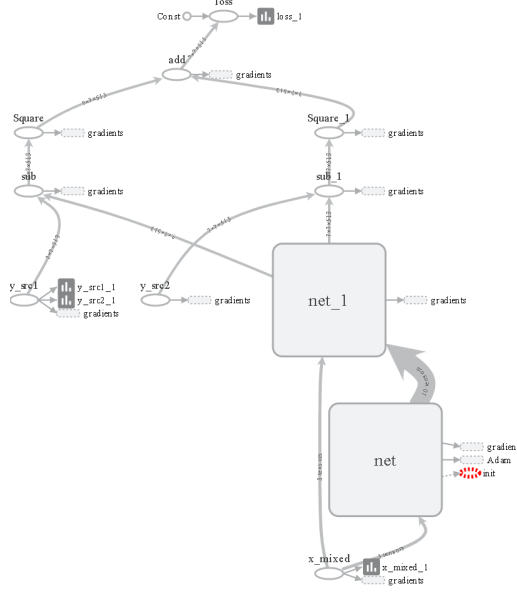 loss
Const
loss_1
add
gradients
Square
gradients
Square_1
gradients
sub
gradients
sub_1
gradients
y_src1
y_src1_1
y_src2_1
gradients
y_src2
gradients
net_1
gradients
net
gradien
Adam
init
x_mixed
x_mixed_1
gradients